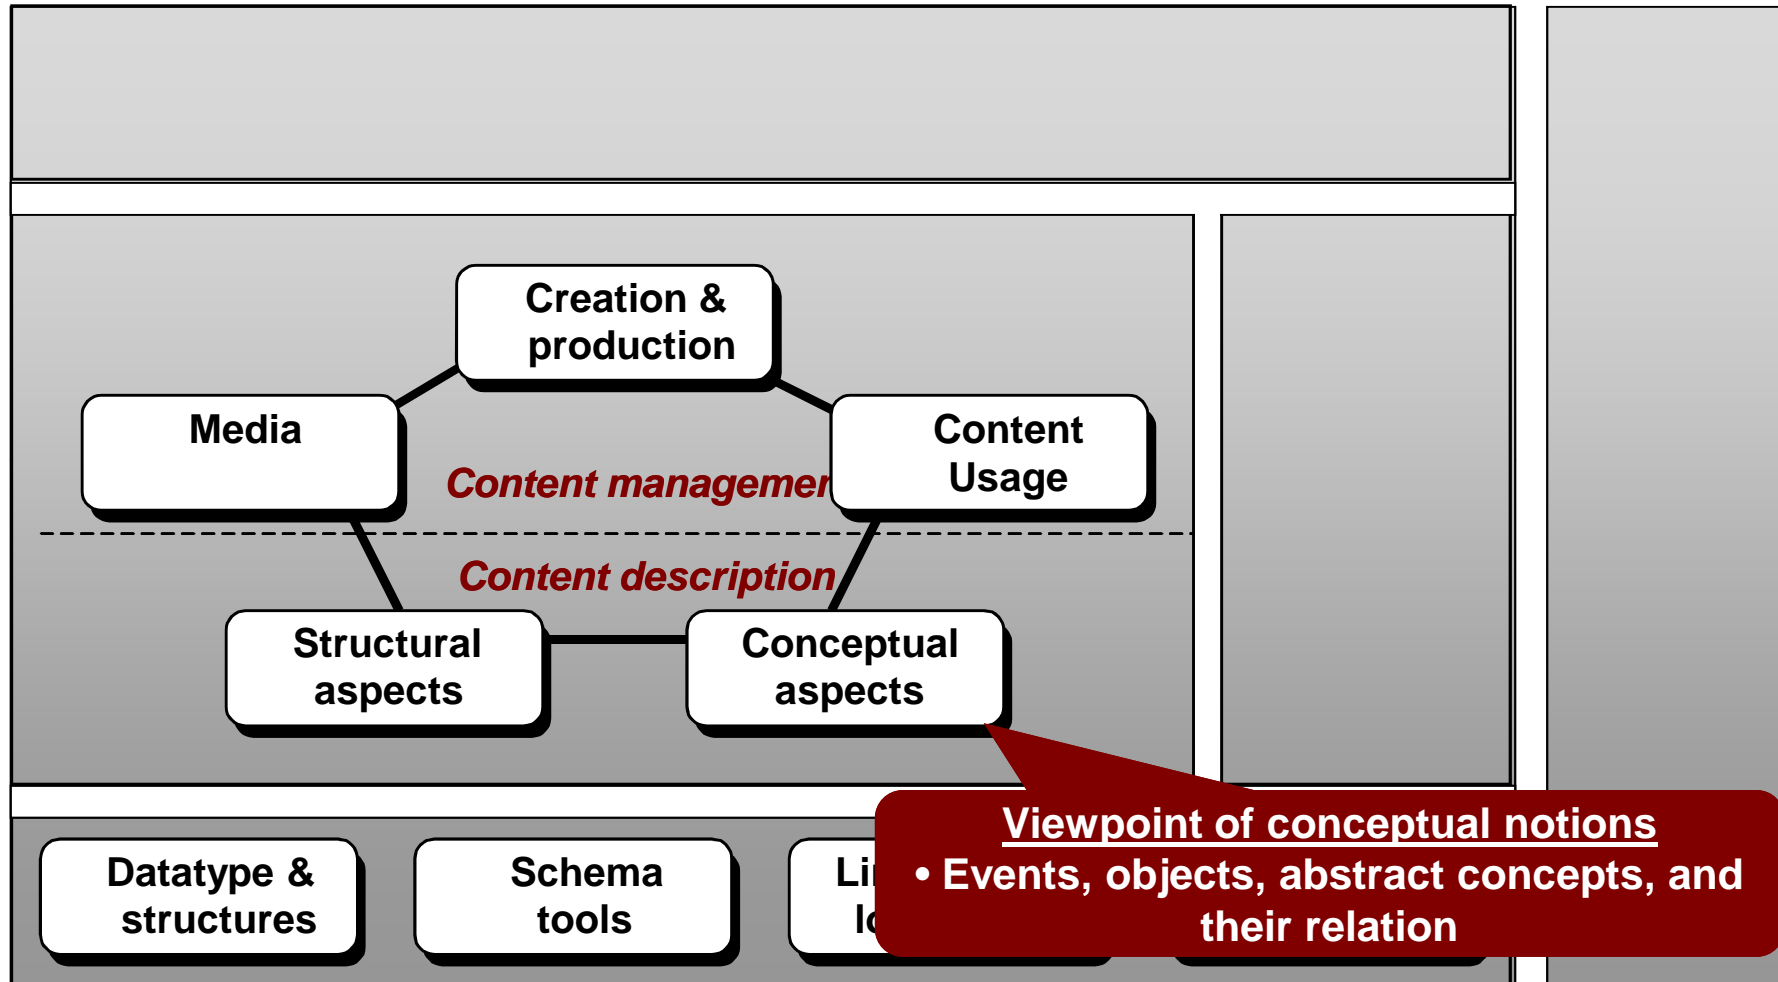 Creation &
production
Media
Content
Usage
Content
Content description
Structural
aspects
Conceptual
aspects
Viewpoint of conceptual notions
• Events, objects, abstract concepts, and
their relation
Datatype &
structures
Schema
tools